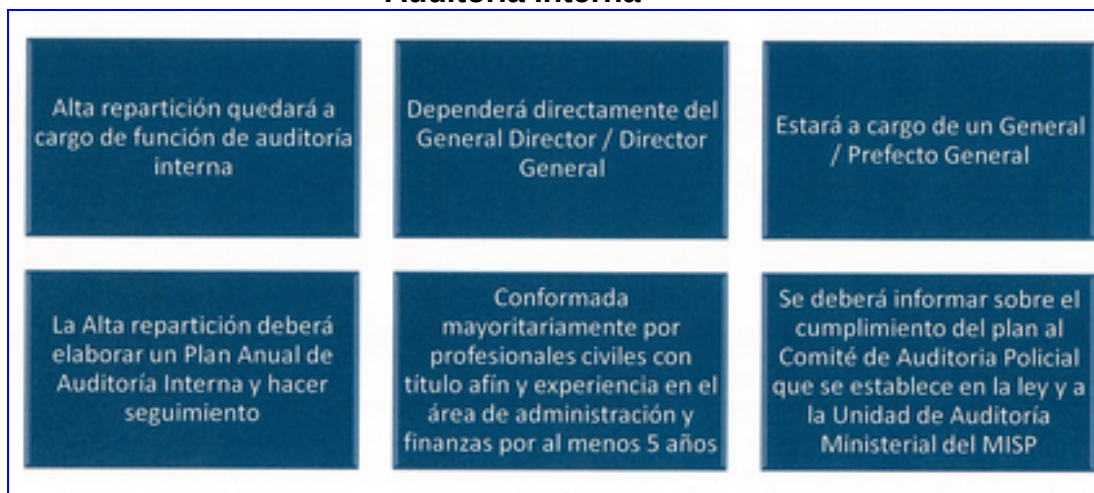 Auditoría Interna
Alta repartición quedará a
cargo de función de auditoría
interna
Dependerá directamente del
General Director / Director
General
Estará a cargo de un General
/ Prefecto General
La Alta repartición deberá
elaborar un Plan Anual de
Auditoría Interna y hacer
seguimiento
Conformada
mayoritariamente por
profesionales civiles con
título afín y experiencia en el
área de administración y
finanzas por al menos 5 años
Se deberá informar sobre el
cumplimiento del plan al
Comité de Auditoria Policial
que se establece en la ley y a
la Unidad de Auditoría
Ministerial del MISP